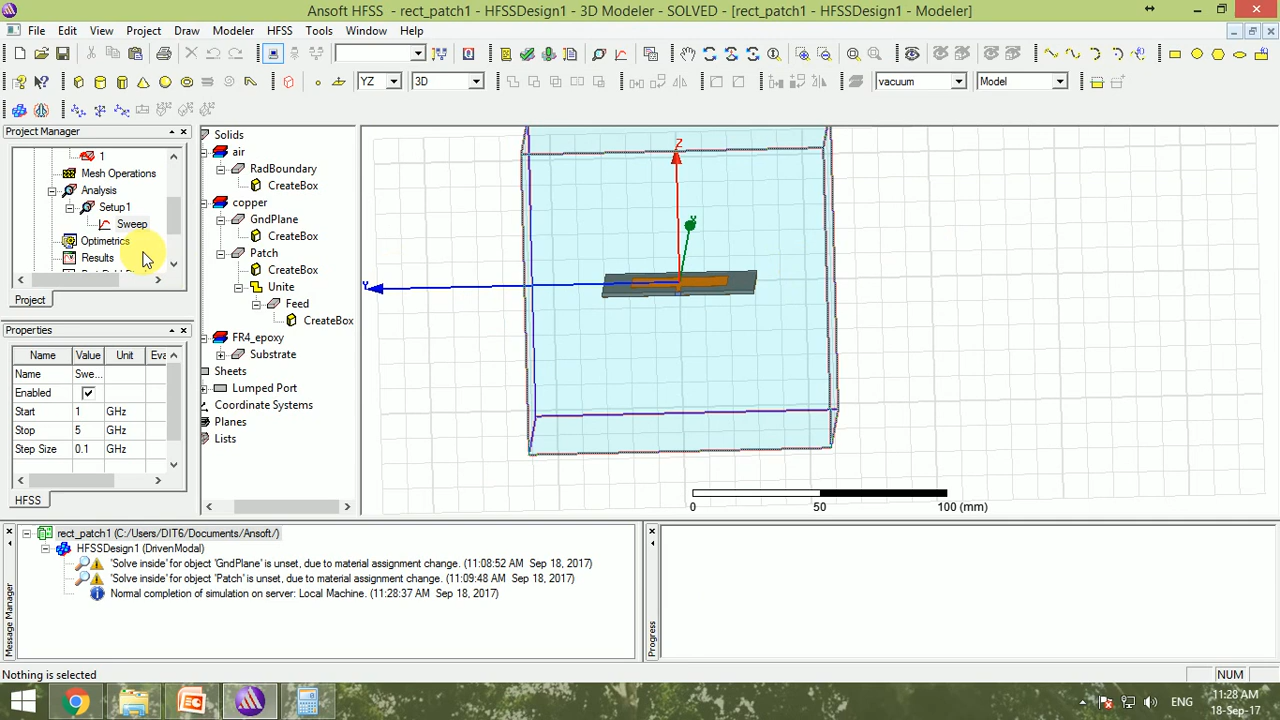 Ansoft HFSS - rect_patch1 - HFSSDesign1 - 3D Modeler - SOLVED - [rect_patch1 - HFSSDesign1 - Modeler]
File Edit View Project Draw Modeler HFSS Tools Window Help
YZ 3D vacuum Model
Project Manager
1
Mesh Operations
Analysis
Setup1
Sweep
Optimetrics
Results
Project
Properties
Name Value Unit Eva
Name Swe...
Enabled
Start 1 GHz
Stop 5 GHz
Step Size 0.1 GHz
HFSS
Solids
air
RadBoundary
CreateBox
copper
GndPlane
CreateBox
Patch
CreateBox
Unite
Feed
CreateBox
FR4_epoxy
Substrate
Sheets
Lumped Port
Coordinate Systems
Planes
Lists
Z
Y
0 50 100 (mm)
rect_patch1 (C:/Users/DIT6/Documents/Ansoft/)
HFSSDesign1 (DrivenModal)
'Solve inside' for object 'GndPlane' is unset, due to material assignment change. (11:08:52 AM Sep 18, 2017)
'Solve inside' for object 'Patch' is unset, due to material assignment change. (11:09:48 AM Sep 18, 2017)
Normal completion of simulation on server: Local Machine. (11:28:37 AM Sep 18, 2017)
Message Manager
Progress
Nothing is selected
NUM
ENG
11:28 AM
18-Sep-17